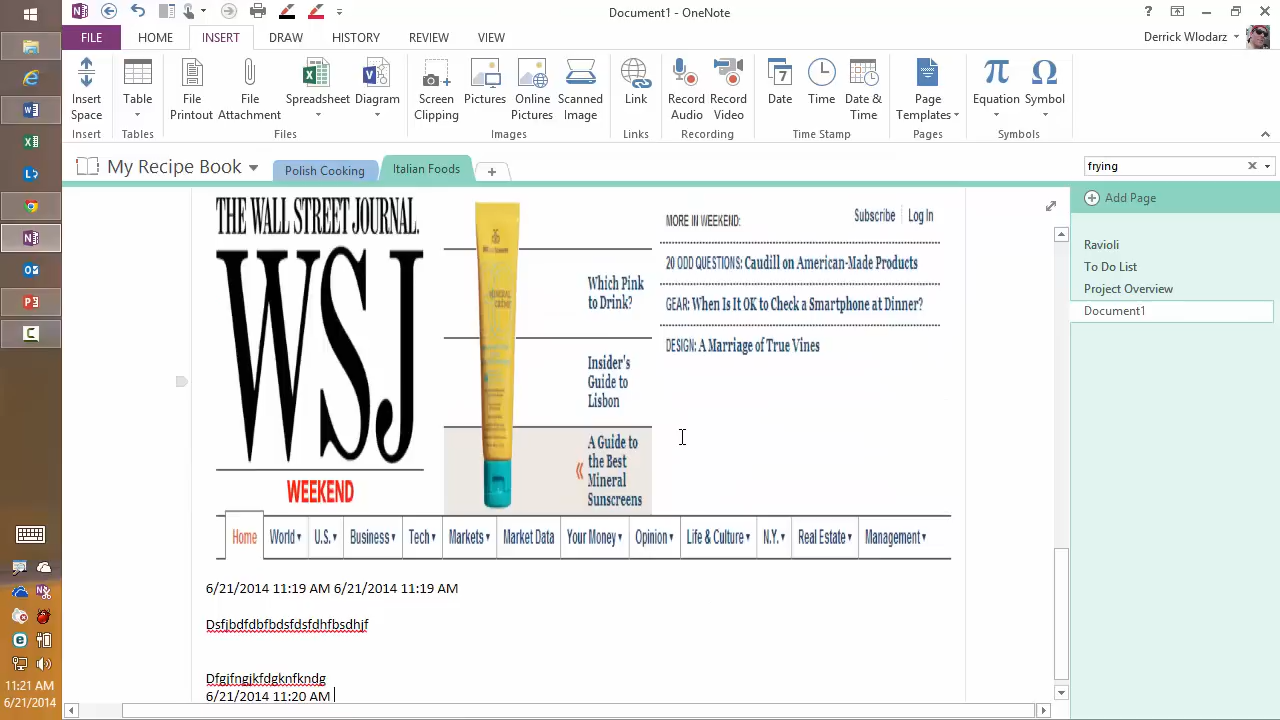 Document1 - OneNote
FILE HOME INSERT DRAW HISTORY REVIEW VIEW
Derrick Wlodarz
Insert Space
Table
File Printout
File Attachment
Spreadsheet
Diagram
Screen Clipping
Pictures
Online Pictures
Scanned Image
Link
Record Audio
Record Video
Date
Time
Date & Time
Page Templates
Equation
Symbol
Insert Tables Files Images Links Recording Time Stamp Pages Symbols
My Recipe Book Polish Cooking Italian Foods
frying
Add Page
Ravioli
To Do List
Project Overview
Document1
THE WALL STREET JOURNAL.
WSJ
WEEKEND
Which Pink
to Drink?
Insider's
Guide to
Lisbon
A Guide to
the Best
Mineral
Sunscreens
MORE IN WEEKEND:
Subscribe Log In
20 ODD QUESTIONS: Caudill on American-Made Products
GEAR: When Is It OK to Check a Smartphone at Dinner?
DESIGN: A Marriage of True Vines
Home World U.S. Business Tech Markets Market Data Your Money Opinion Life & Culture N.Y. Real Estate Management
6/21/2014 11:19 AM 6/21/2014 11:19 AM
Dsfjbdfdbfbdsfdsfdhfbsdhjf
Dfgjfngjkfdgknfkndg
6/21/2014 11:20 AM
11:21 AM
6/21/2014